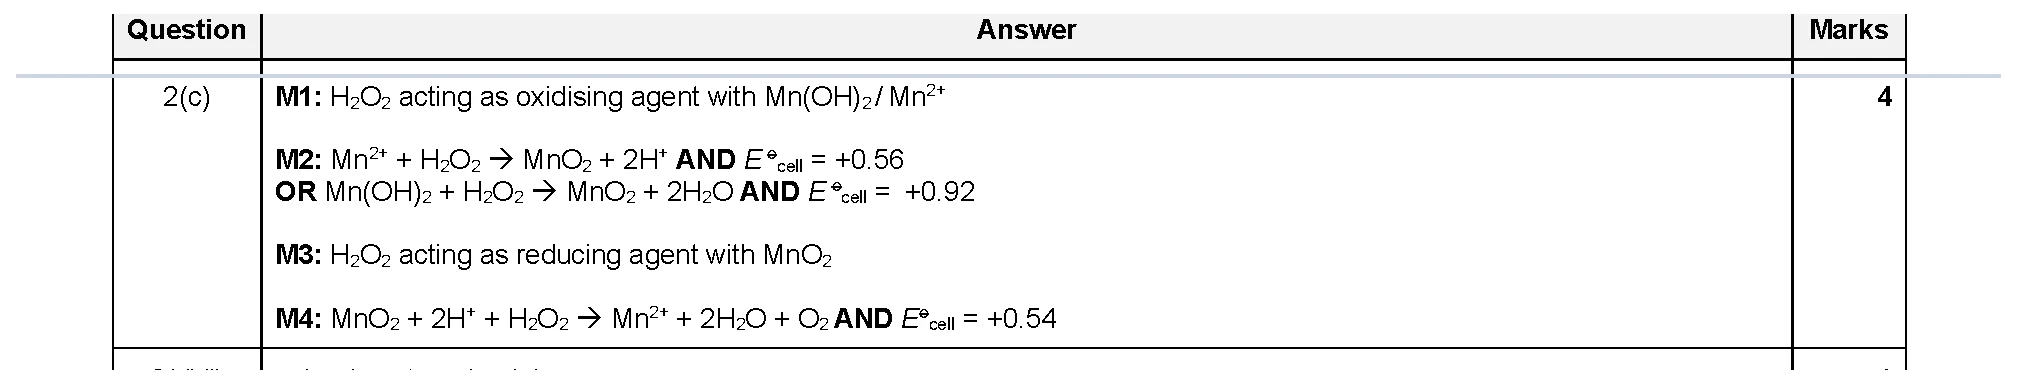 Question Answer Marks
2(c) M1: H₂O₂ acting as oxidising agent with Mn(OH)₂ / Mn²⁺ 4
M2: Mn²⁺ + H₂O₂ → MnO₂ + 2H⁺ AND E⦵cell = +0.56
OR Mn(OH)₂ + H₂O₂ → MnO₂ + 2H₂O AND E⦵cell = +0.92
M3: H₂O₂ acting as reducing agent with MnO₂
M4: MnO₂ + 2H⁺ + H₂O₂ → Mn²⁺ + 2H₂O + O₂ AND E⦵cell = +0.54